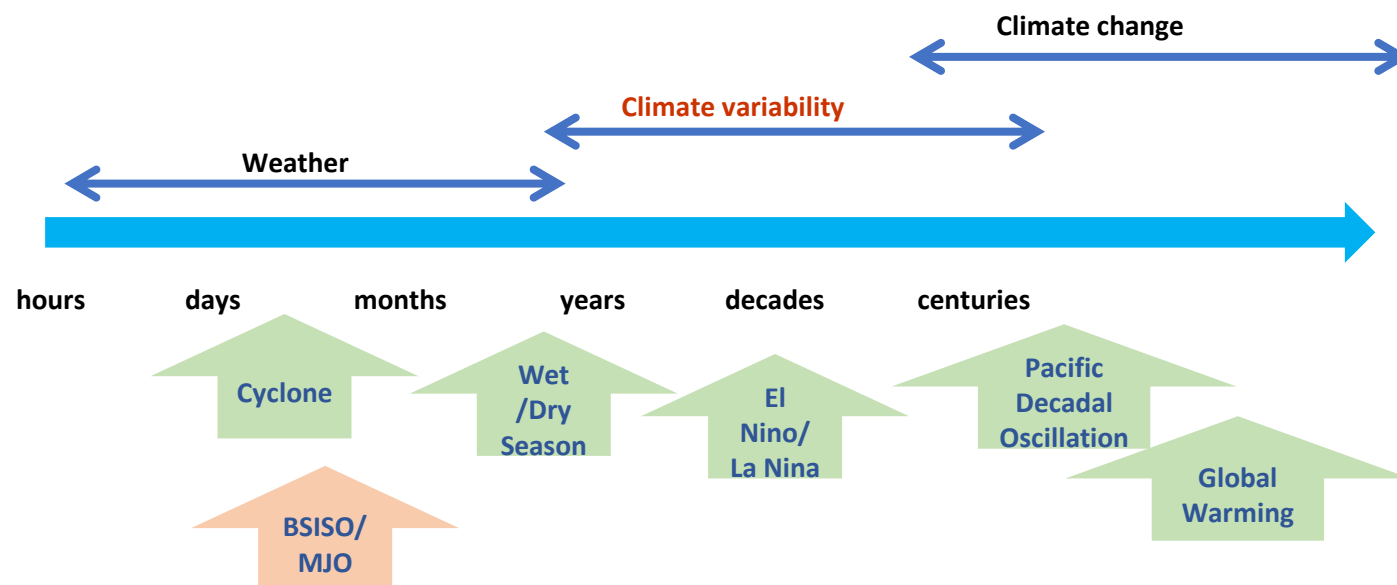 Climate change
Climate variability
Weather
hours days months years decades centuries
Cyclone
Wet
/Dry
Season
El
Nino/
La Nina
Pacific
Decadal
Oscillation
Global
Warming
BSISO/
MJO